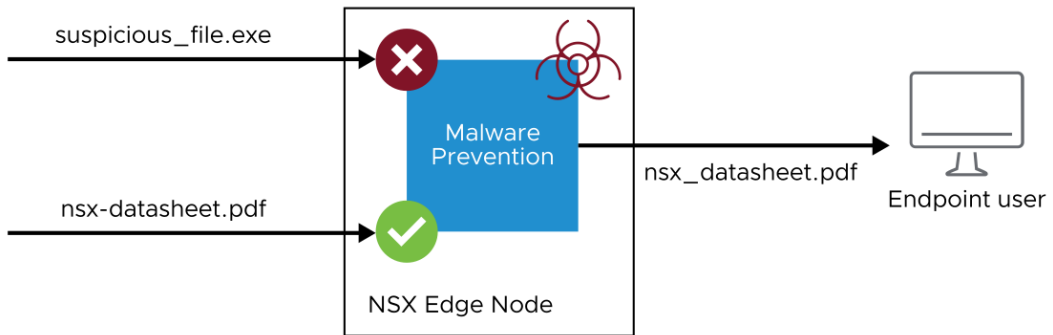 suspicious_file.exe
Malware
Prevention
nsx_datasheet.pdf
nsx-datasheet.pdf
Endpoint user
NSX Edge Node